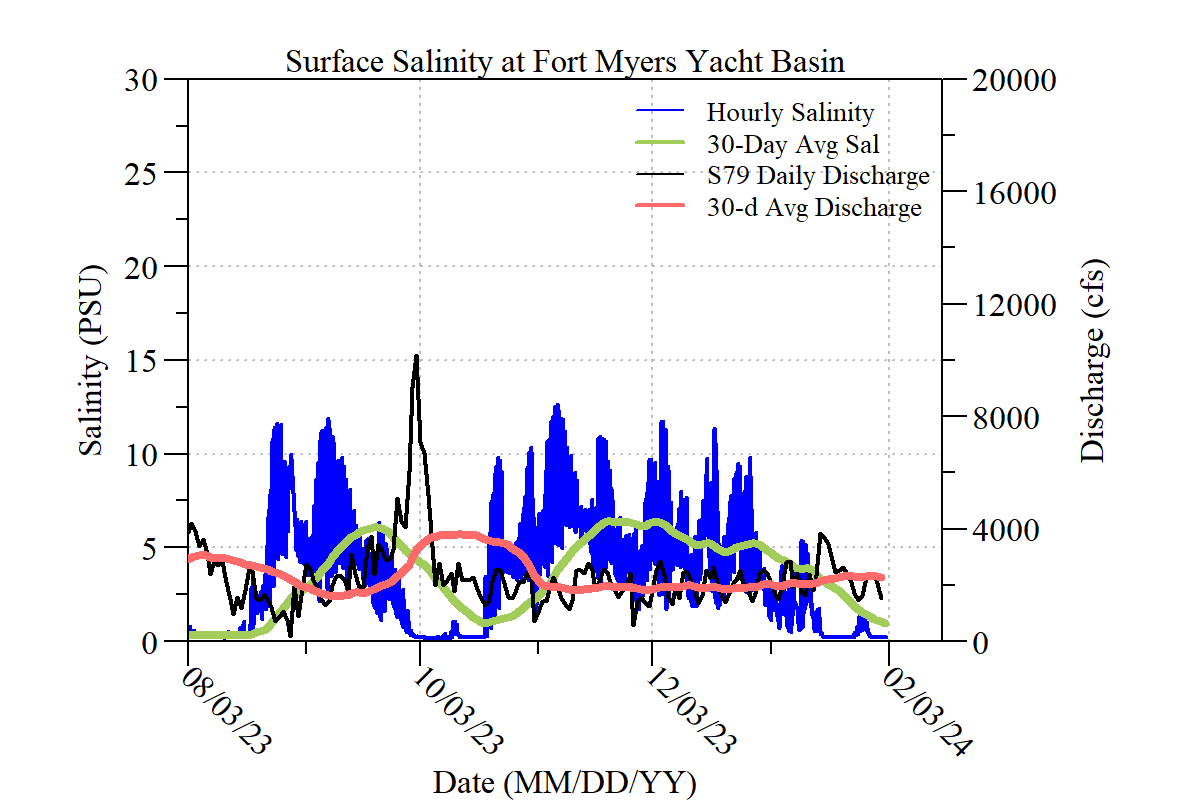 Surface Salinity at Fort Myers Yacht Basin
Hourly Salinity
30-Day Avg Sal
S79 Daily Discharge
30-d Avg Discharge
30
25
20
15
10
5
0
Salinity (PSU)
20000
16000
12000
8000
4000
0
Discharge (cfs)
08/03/23
10/03/23
12/03/23
02/03/24
Date (MM/DD/YY)